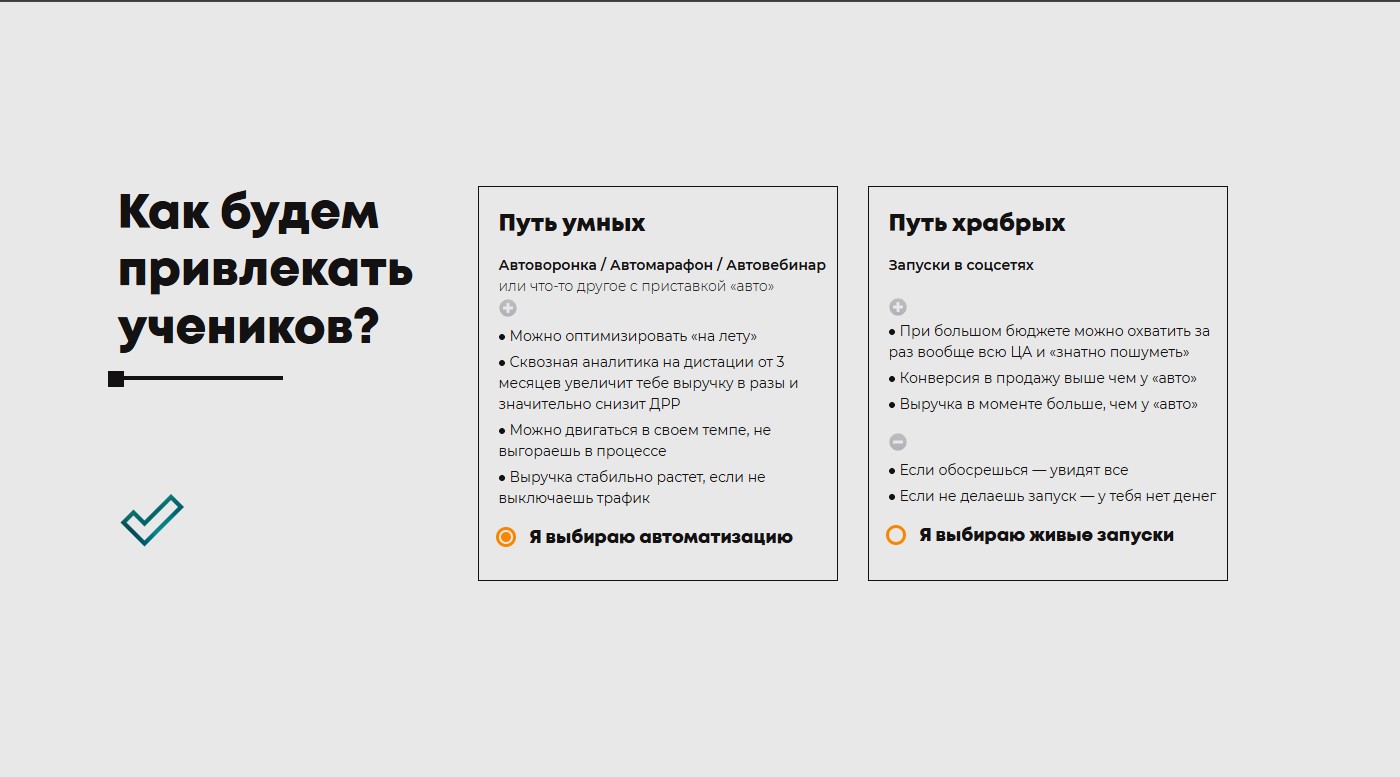 Как будем
привлекать
учеников?
Путь умных
Автоворонка / Автомарафон / Автовебинар
или что-то другое с приставкой «авто»
• Можно оптимизировать «на лету»
• Сквозная аналитика на дистации от 3
месяцев увеличит тебе выручку в разы и
значительно снизит ДРР
• Можно двигаться в своем темпе, не
выгораешь в процессе
• Выручка стабильно растет, если не
выключаешь трафик
Я выбираю автоматизацию
Путь храбрых
Запуски в соцсетях
• При большом бюджете можно охватить за
раз вообще всю ЦА и «знатно пошуметь»
• Конверсия в продажу выше чем у «авто»
• Выручка в моменте больше, чем у «авто»
• Если обосрешься — увидят все
• Если не делаешь запуск — у тебя нет денег
Я выбираю живые запуски